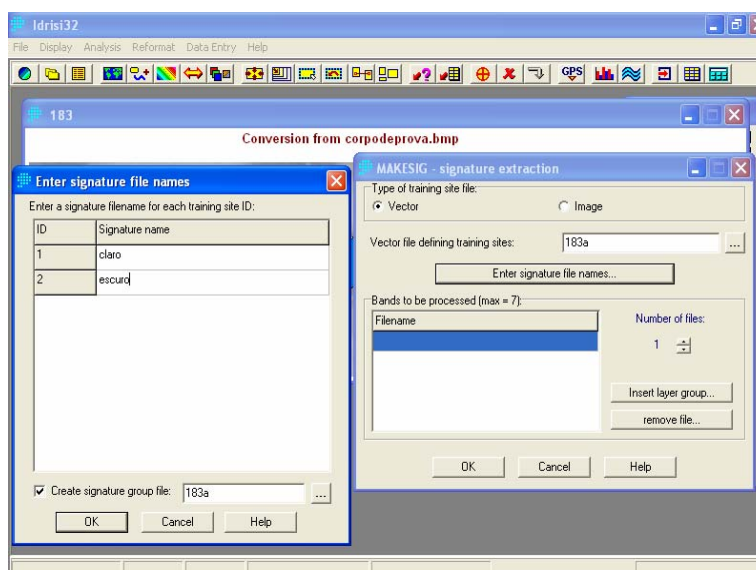 Idrisi32
File Display Analysis Reformat Data Entry Help
GPS
183
Conversion from corpodeprova.bmp
Enter signature file names
Enter a signature filename for each training site ID:
ID Signature name
1 claro
2 escuro
Create signature group file: 183a ...
OK Cancel Help
MAKESIG - signature extraction
Type of training site file:
Vector Image
Vector file defining training sites: 183a ...
Enter signature file names...
Bands to be processed (max = 7):
Filename
Number of files:
1
Insert layer group...
remove file...
OK Cancel Help